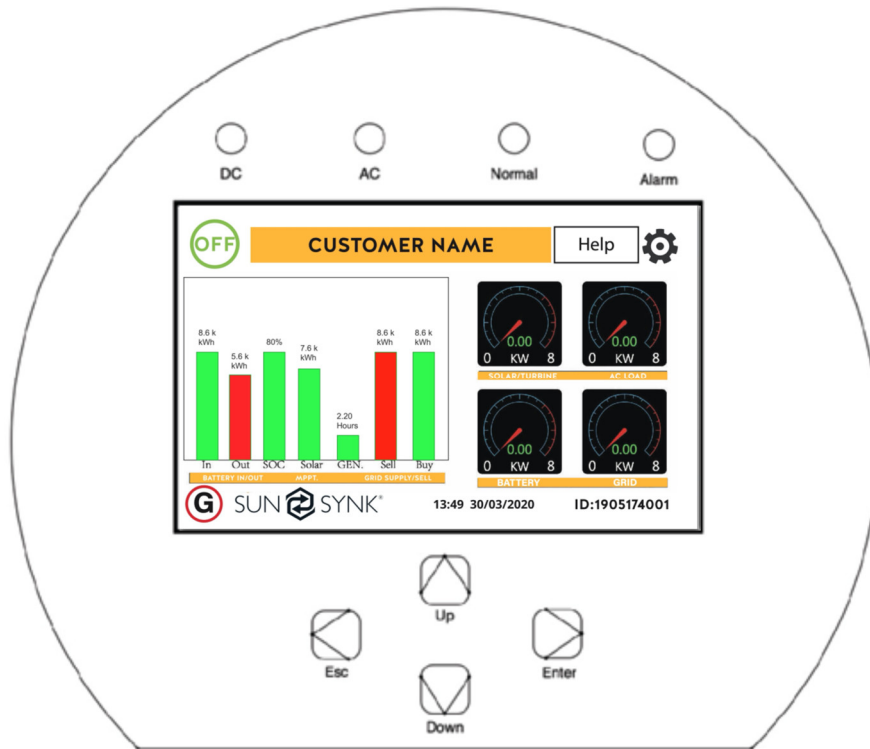 DC AC Normal Alarm
OFF CUSTOMER NAME Help
8.6 k
kWh
5.6 k
kWh
80%
7.6 k
kWh
2.20
Hours
8.6 k
kWh
8.6 k
kWh
In Out SOC Solar GEN. Sell Buy
BATTERY IN/OUT MPPT. GRID SUPPLY/SELL
0.00
0 KW 8
SOLAR/TURBINE
0.00
0 KW 8
AC LOAD
0.00
0 KW 8
BATTERY
0.00
0 KW 8
GRID
G SUN SYNK® 13:49 30/03/2020 ID:1905174001
Up
Esc
Enter
Down